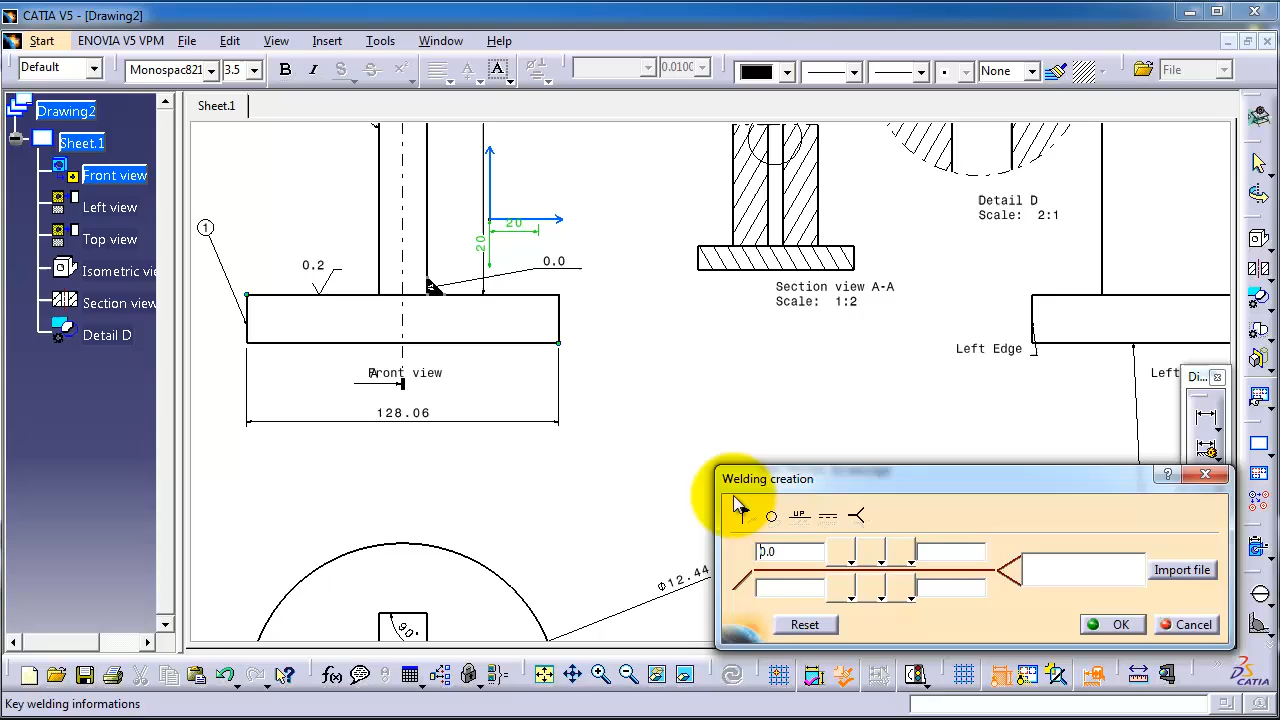 CATIA V5 - [Drawing2]
Start ENOVIA V5 VPM File Edit View Insert Tools Window Help
Default Monospac821 3.5 B I S S A 0.0100 None File
Drawing2
Sheet.1
Front view
Left view
Top view
Isometric vie
Section view
Detail D
Sheet.1
1
0.2
20
20
0.0
A
Front view
128.06
Detail D
Scale: 2:1
Section view A-A
Scale: 1:2
Left Edge
Left
Di...
Φ12.44
90°
Welding creation
UP
0.0
Import file
Reset
OK
Cancel
f(x)
DS
CATIA
Key welding informations